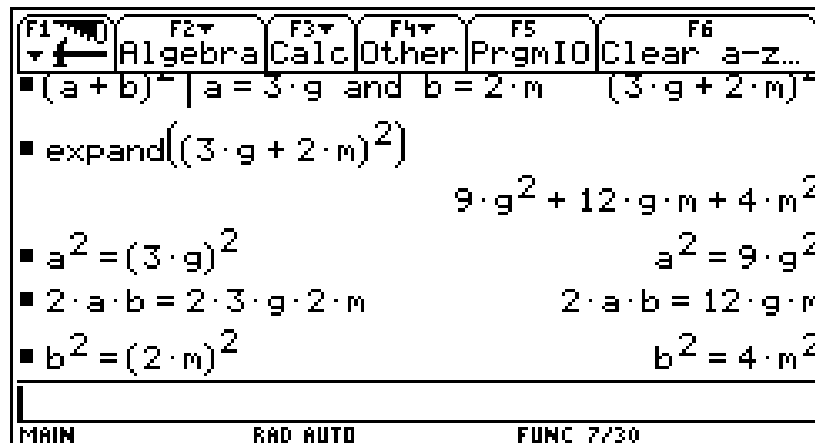 F1 F2 F3 F4 F5 F6
Algebra Calc Other PrgmIO Clear a-z…
▪(a + b)² | a = 3·g and b = 2·m (3·g + 2·m)²
▪expand((3·g + 2·m)²)
9·g² + 12·g·m + 4·m²
▪a² = (3·g)² a² = 9·g²
▪2·a·b = 2·3·g·2·m 2·a·b = 12·g·m
▪b² = (2·m)² b² = 4·m²
MAIN RAD AUTO FUNC 7/30